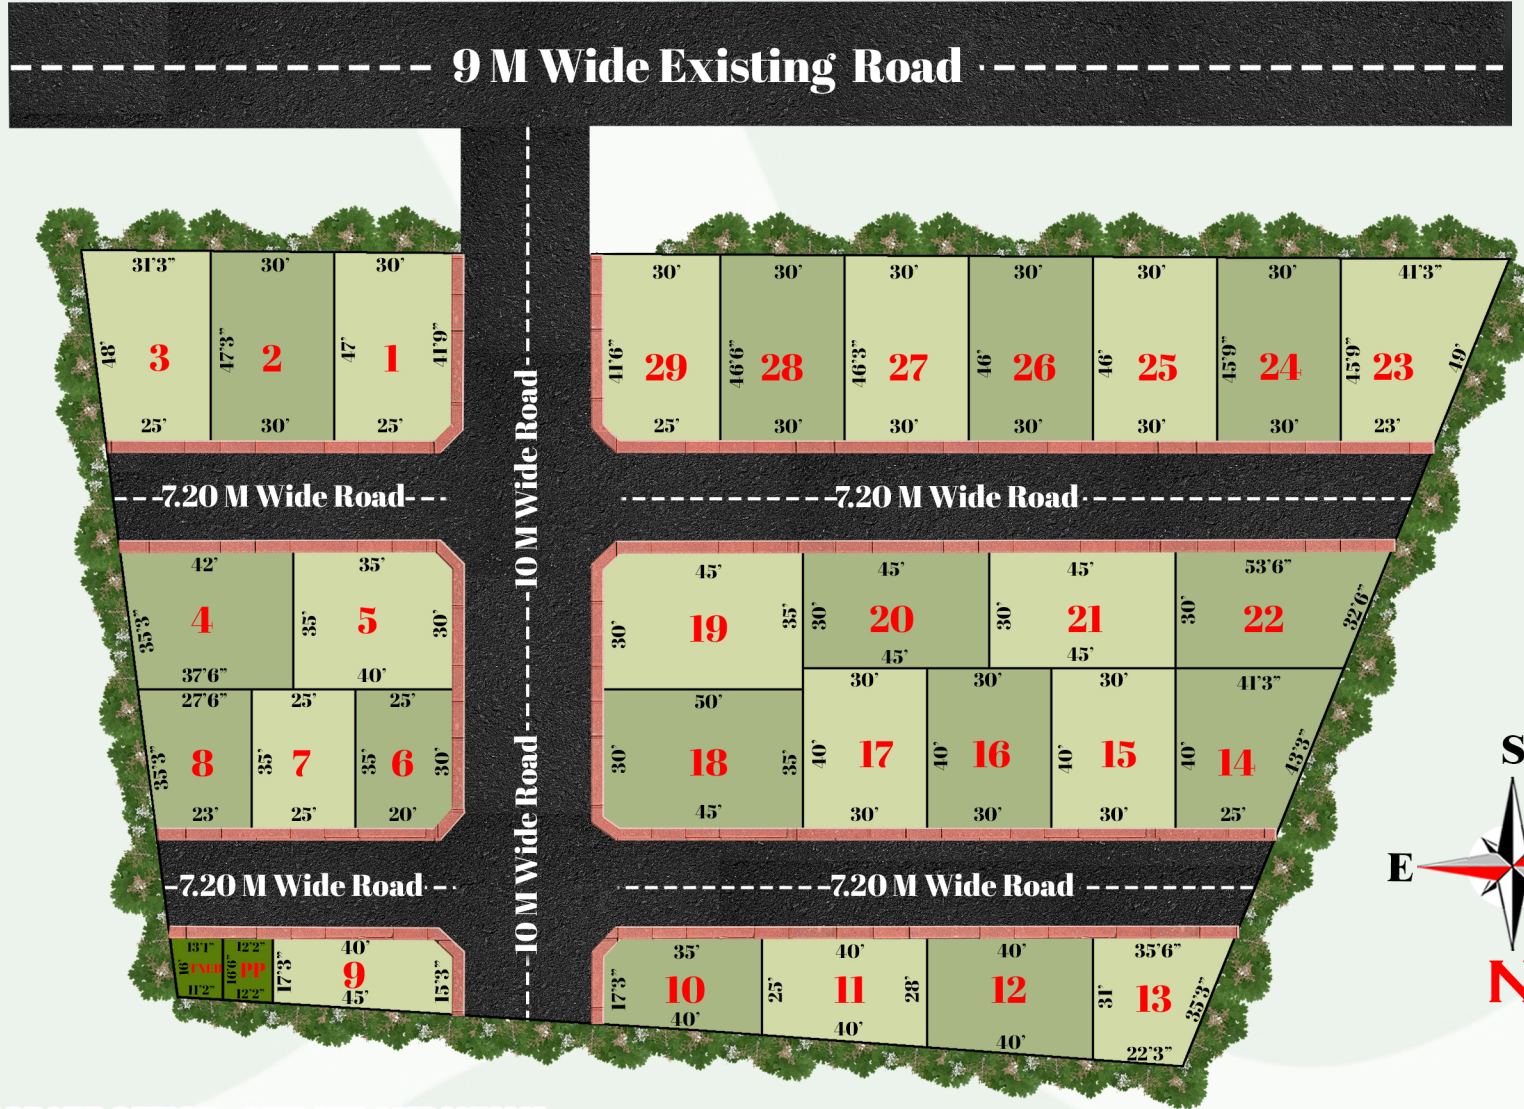 9 M Wide Existing Road
31'3" 30' 30'
48' 3 47'3" 2 47' 1 41'9"
25' 30' 25'
30' 30' 30' 30' 30' 30' 41'3"
41'6" 29 46'6" 28 46'3" 27 46' 26 46' 25 45'9" 24 45'9" 23 49'
25' 30' 30' 30' 30' 30' 23'
10 M Wide Road
7.20 M Wide Road
7.20 M Wide Road
42' 35'
35'3" 4 35' 5 30'
37'6" 40'
27'6" 25' 25'
35'3" 8 35' 7 35' 6 30'
23' 25' 20'
45' 45' 45' 53'6"
30' 19 35' 30' 20 30' 21 30' 22 32'6"
45' 45'
50' 30' 30' 30' 41'3"
30' 18 35' 40' 17 40' 16 40' 15 40' 14 43'3"
45' 30' 30' 30' 25'
10 M Wide Road
7.20 M Wide Road
7.20 M Wide Road
13'1" 12'2" 40'
16' 16'6" PP 17'3" 9 15'3"
11'2" 12'2" 45'
35' 40' 40' 35'6"
17'3" 10 25' 11 28' 12 31' 13 35'3"
40' 40' 40' 22'3"
S
E
N